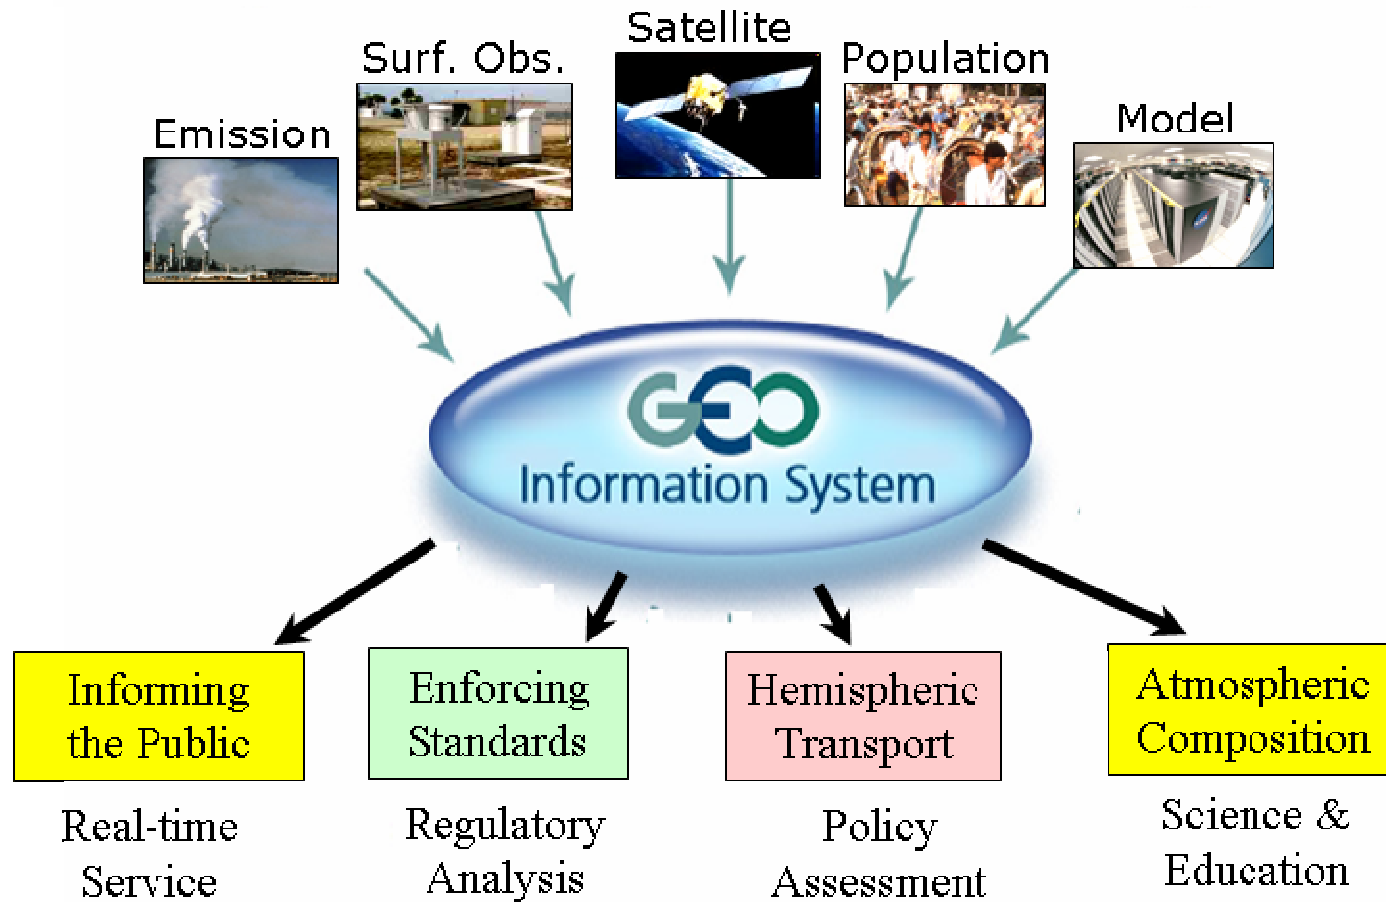 Satellite
Surf. Obs.
Population
Emission
Model
GEO
Information System
Informing
the Public
Enforcing
Standards
Hemispheric
Transport
Atmospheric
Composition
Real-time
Service
Regulatory
Analysis
Policy
Assessment
Science &
Education